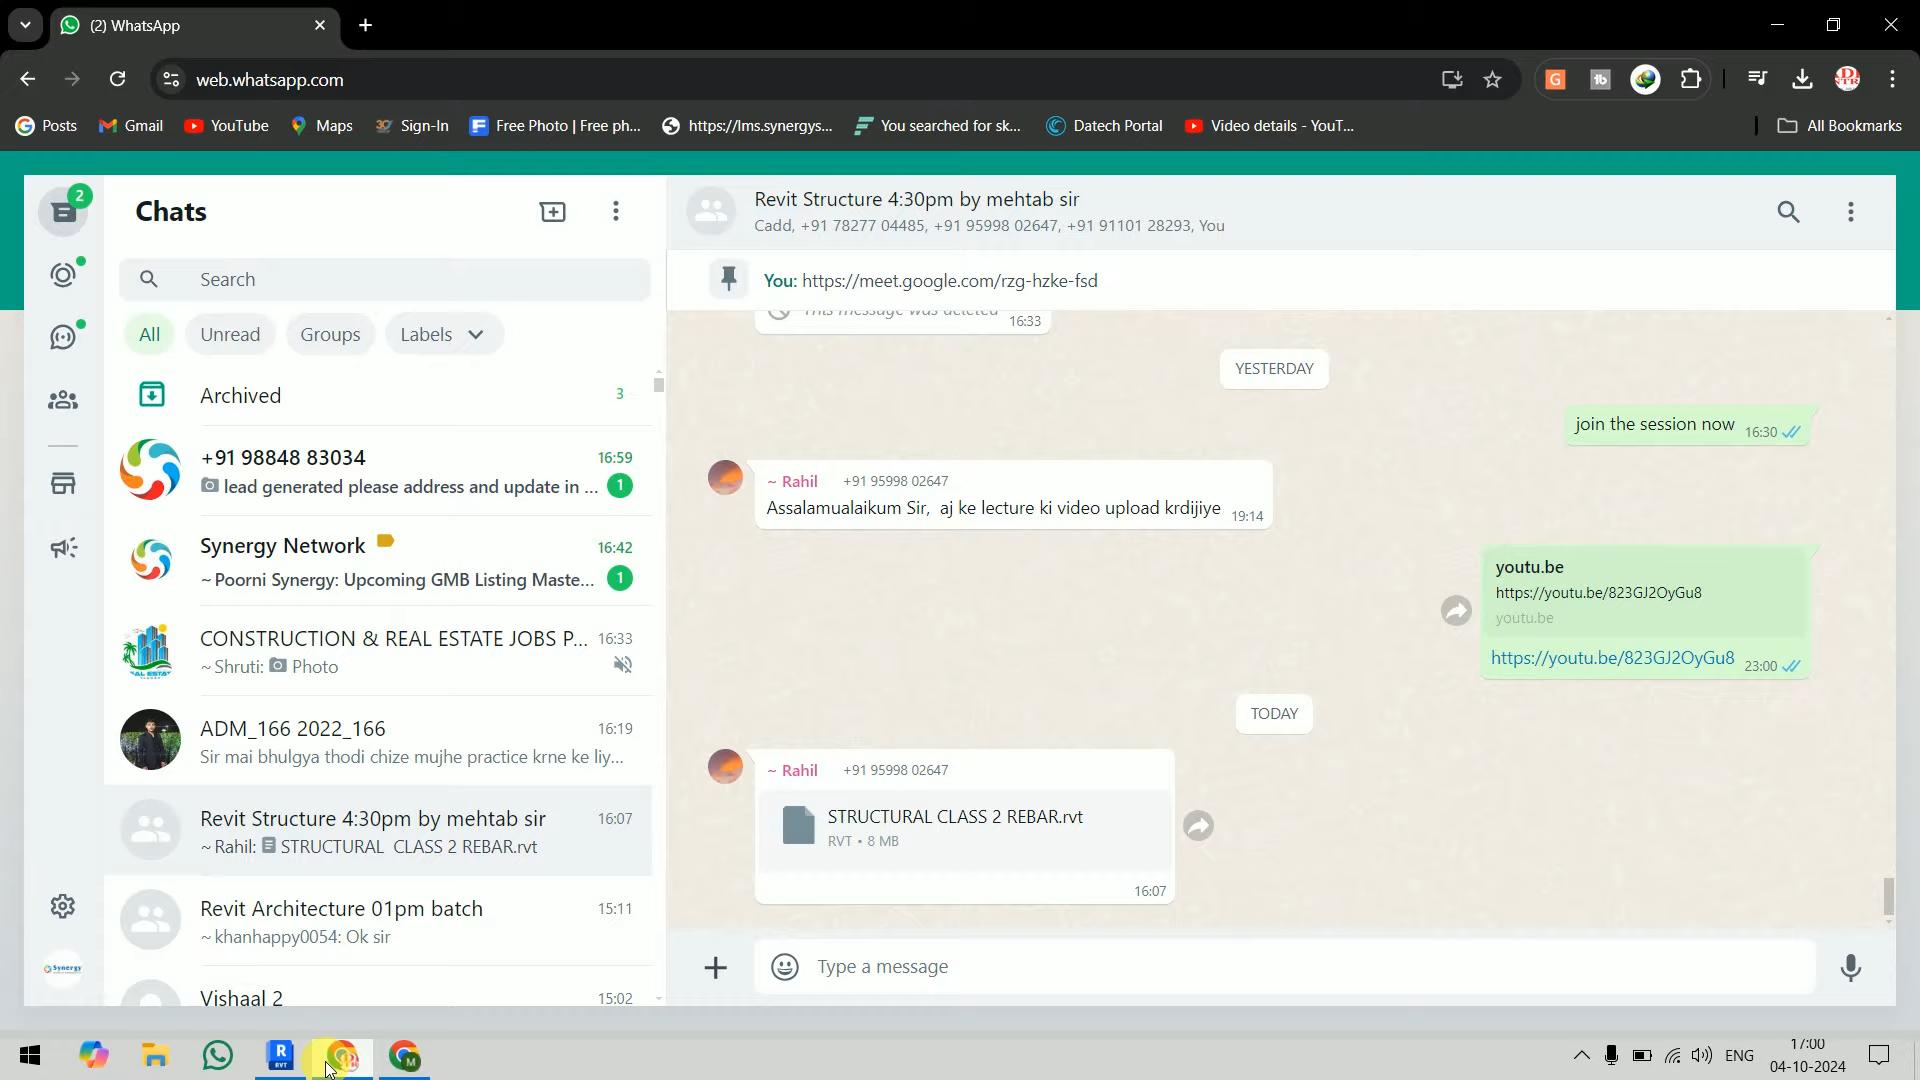 (2) WhatsApp
web.whatsapp.com
Posts
Gmail
YouTube
Maps
Sign-In
Free Photo | Free ph...
https://lms.synergys...
You searched for sk...
Datech Portal
Video details - YouT...
All Bookmarks
2
Chats
Search
All
Unread
Groups
Labels
Archived
3
+91 98848 83034
16:59
lead generated please address and update in ...
1
Synergy Network
16:42
~ Poorni Synergy: Upcoming GMB Listing Maste...
1
CONSTRUCTION & REAL ESTATE JOBS P...
16:33
~ Shruti: Photo
ADM_166 2022_166
16:19
Sir mai bhulgya thodi chize mujhe practice krne ke liy...
Revit Structure 4:30pm by mehtab sir
16:07
~ Rahil: STRUCTURAL CLASS 2 REBAR.rvt
Revit Architecture 01pm batch
15:11
~ khanhappy0054: Ok sir
Vishaal 2
15:02
Synergy
Revit Structure 4:30pm by mehtab sir
Cadd, +91 78277 04485, +91 95998 02647, +91 91101 28293, You
You: https://meet.google.com/rzg-hzke-fsd
This message was deleted
16:33
YESTERDAY
join the session now
16:30
~ Rahil
+91 95998 02647
Assalamualaikum Sir, aj ke lecture ki video upload krdijiye
19:14
youtu.be
https://youtu.be/823GJ2OyGu8
youtu.be
https://youtu.be/823GJ2OyGu8
23:00
TODAY
~ Rahil
+91 95998 02647
STRUCTURAL CLASS 2 REBAR.rvt
RVT • 8 MB
16:07
Type a message
R
RVT
M
ENG
17:00
04-10-2024